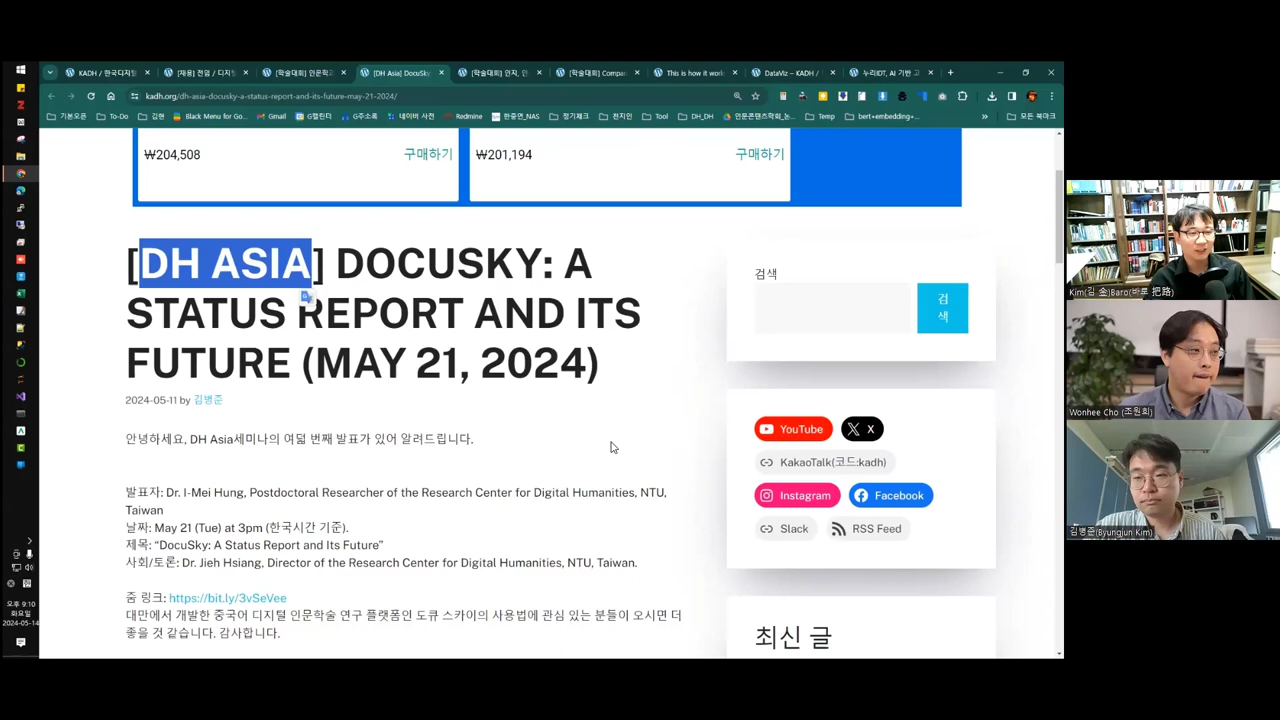 KADH / 한국디지털
[채용] 전임 / 디지털
[학술대회] 인문학과
[DH Asia] DocuSky
[학술대회] 인지, 인
[학술대회] Compar
This is how it work
DataViz – KADH /
누리IDT, AI 기반 고
kadh.org/dh-asia-docusky-a-status-report-and-its-future-may-21-2024/
기본오픈
To-Do
김현
Black Menu for Go...
Gmail
G캘린더
G주소록
네이버 사전
Redmine
한중연_NAS
정기체크
천지인
Tool
DH_DH
인문콘텐츠학회_논...
Temp
bert+embedding+...
모든 북마크
₩204,508
구매하기
₩201,194
구매하기
[DH ASIA] DOCUSKY: A
STATUS REPORT AND ITS
FUTURE (MAY 21, 2024)
2024-05-11 by 김병준
안녕하세요, DH Asia세미나의 여덟 번째 발표가 있어 알려드립니다.
발표자: Dr. I-Mei Hung, Postdoctoral Researcher of the Research Center for Digital Humanities, NTU,
Taiwan
날짜: May 21 (Tue) at 3pm (한국시간 기준).
제목: “DocuSky: A Status Report and Its Future”
사회/토론: Dr. Jieh Hsiang, Director of the Research Center for Digital Humanities, NTU, Taiwan.
줌 링크: https://bit.ly/3vSeVee
대만에서 개발한 중국어 디지털 인문학술 연구 플랫폼인 도큐 스카이의 사용법에 관심 있는 분들이 오시면 더
좋을 것 같습니다. 감사합니다.
검색
검
색
YouTube
X
KakaoTalk(코드:kadh)
Instagram
Facebook
Slack
RSS Feed
최신 글
오후 9:10
화요일
2024-05-14
Kim(김 金)Baro(바로 把路)
Wonhee Cho (조원희)
김병준(Byungjun Kim)